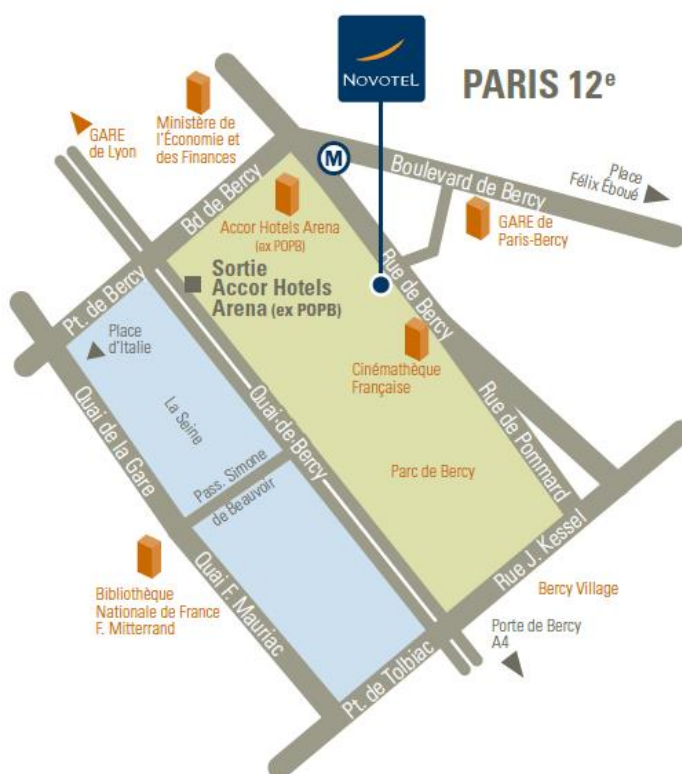 NOVOTEL
PARIS 12e
GARE
de Lyon
Ministère de
l'Économie et
des Finances
M
Boulevard de Bercy
Place
Félix Éboué
Bd de Bercy
Accor Hotels Arena
(ex POPB)
GARE de
Paris-Bercy
Rue de Bercy
Sortie
Accor Hotels
Arena (ex POPB)
Pt. de Bercy
Place
d'Italie
Cinémathèque
Française
La Seine
Quai de la Gare
Quai-de-Bercy
Rue de Pommard
Pass. Simone
de Beauvoir
Parc de Bercy
Rue J. Kessel
Bibliothèque
Nationale de France
F. Mitterrand
Quai F. Mauriac
Bercy Village
Pt. de Tolbiac
Porte de Bercy
A4